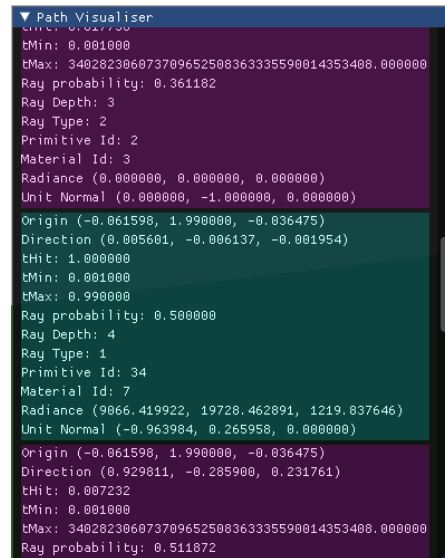 ▼ Path Visualiser
tHit: 0.017730
tMin: 0.001000
tMax: 340282306073709652508363335590014353408.000000
Ray probability: 0.361182
Ray Depth: 3
Ray Type: 2
Primitive Id: 2
Material Id: 3
Radiance (0.000000, 0.000000, 0.000000)
Unit Normal (0.000000, -1.000000, 0.000000)
Origin (-0.061598, 1.990000, -0.036475)
Direction (0.005601, -0.006137, -0.001954)
tHit: 1.000000
tMin: 0.001000
tMax: 0.990000
Ray probability: 0.500000
Ray Depth: 4
Ray Type: 1
Primitive Id: 34
Material Id: 7
Radiance (9066.419922, 19728.462891, 1219.837646)
Unit Normal (-0.963984, 0.265958, 0.000000)
Origin (-0.061598, 1.990000, -0.036475)
Direction (0.929811, -0.285900, 0.231761)
tHit: 0.007232
tMin: 0.001000
tMax: 340282306073709652508363335590014353408.000000
Ray probability: 0.511872